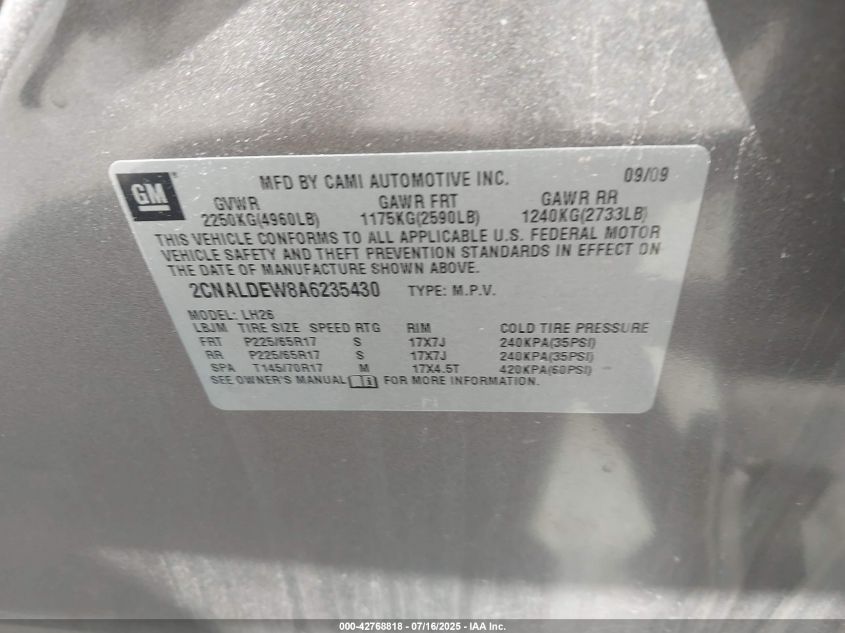 GM
MFD BY CAMI AUTOMOTIVE INC. 09/09
GVWR GAWR FRT GAWR RR
2250KG(4960LB) 1175KG(2590LB) 1240KG(2733LB)
THIS VEHICLE CONFORMS TO ALL APPLICABLE U.S. FEDERAL MOTOR
VEHICLE SAFETY AND THEFT PREVENTION STANDARDS IN EFFECT ON
THE DATE OF MANUFACTURE SHOWN ABOVE.
2CNALDEW8A6235430 TYPE: M.P.V.
MODEL: LH26
LBJM TIRE SIZE SPEED RTG RIM COLD TIRE PRESSURE
FRT P225/65R17 S 17X7J 240KPA(35PSI)
RR P225/65R17 S 17X7J 240KPA(35PSI)
SPA T145/70R17 M 17X4.5T 420KPA(60PSI)
SEE OWNER'S MANUAL FOR MORE INFORMATION.
000-42768818 - 07/16/2025 - IAA Inc.